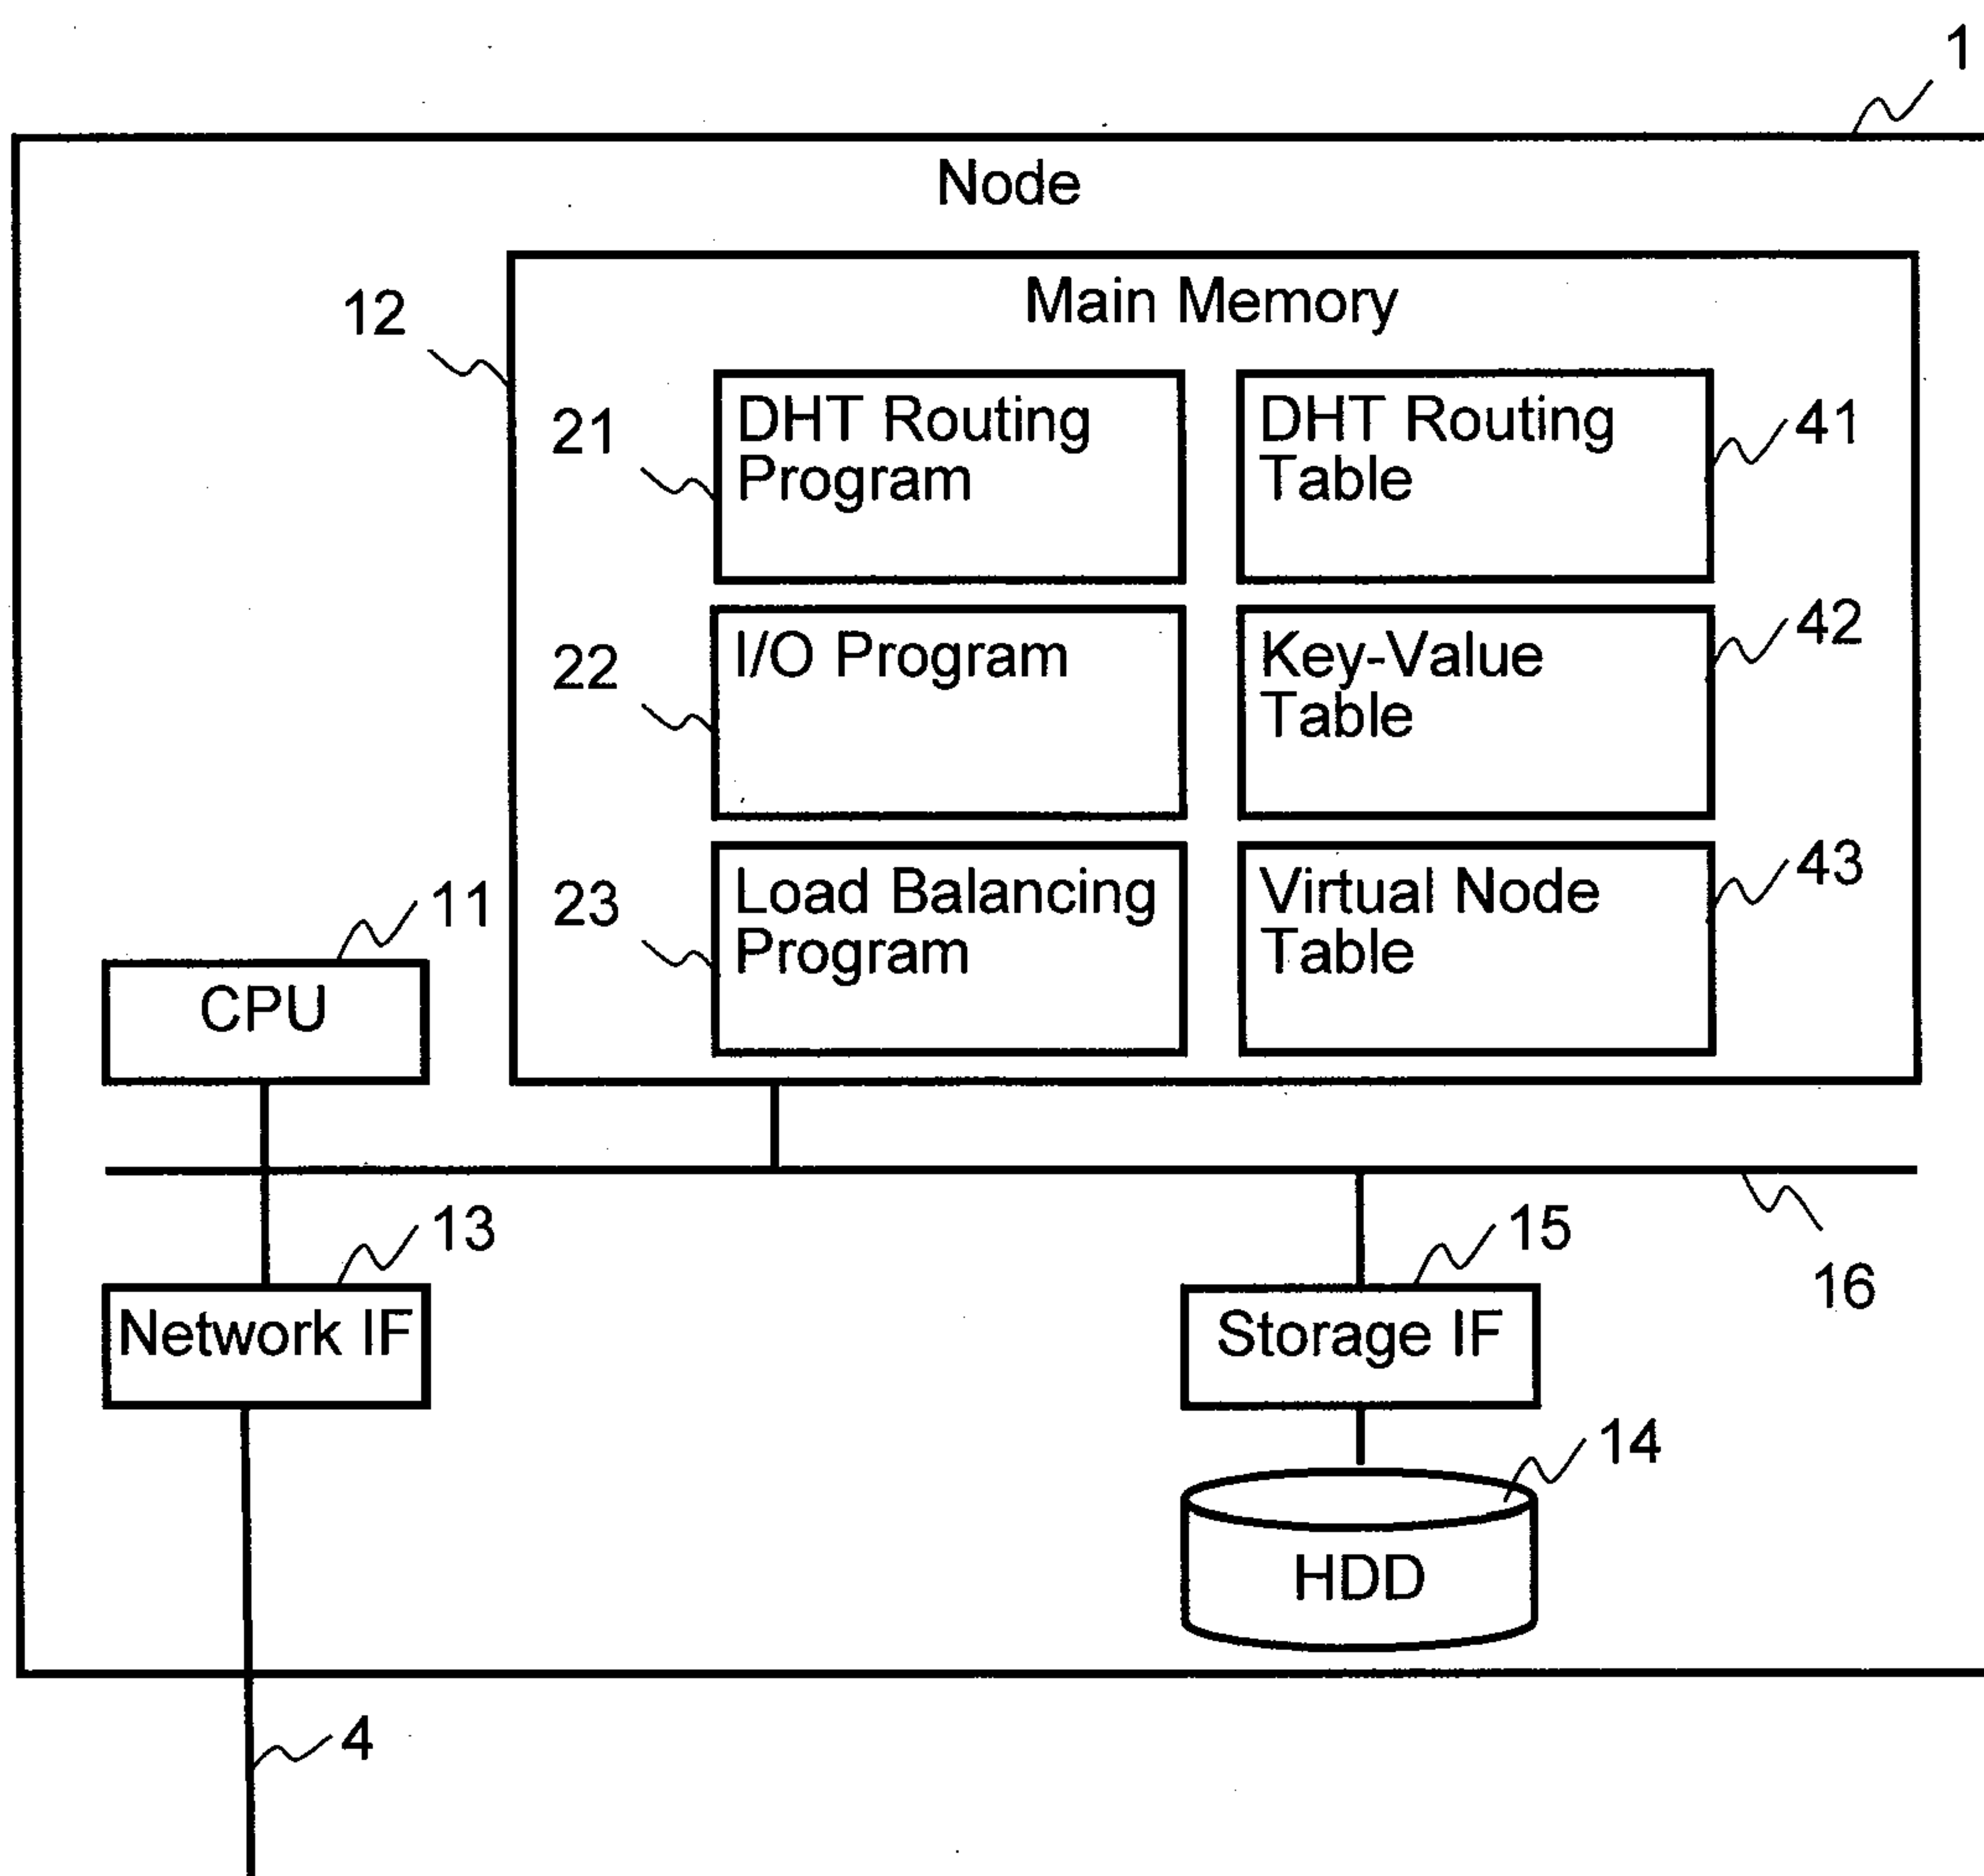 1
Node
12
Main Memory
21
DHT Routing
Program
DHT Routing
Table
41
22
I/O Program
Key-Value
Table
42
23
Load Balancing
Program
Virtual Node
Table
43
11
CPU
13
Network IF
15
Storage IF
16
14
HDD
4